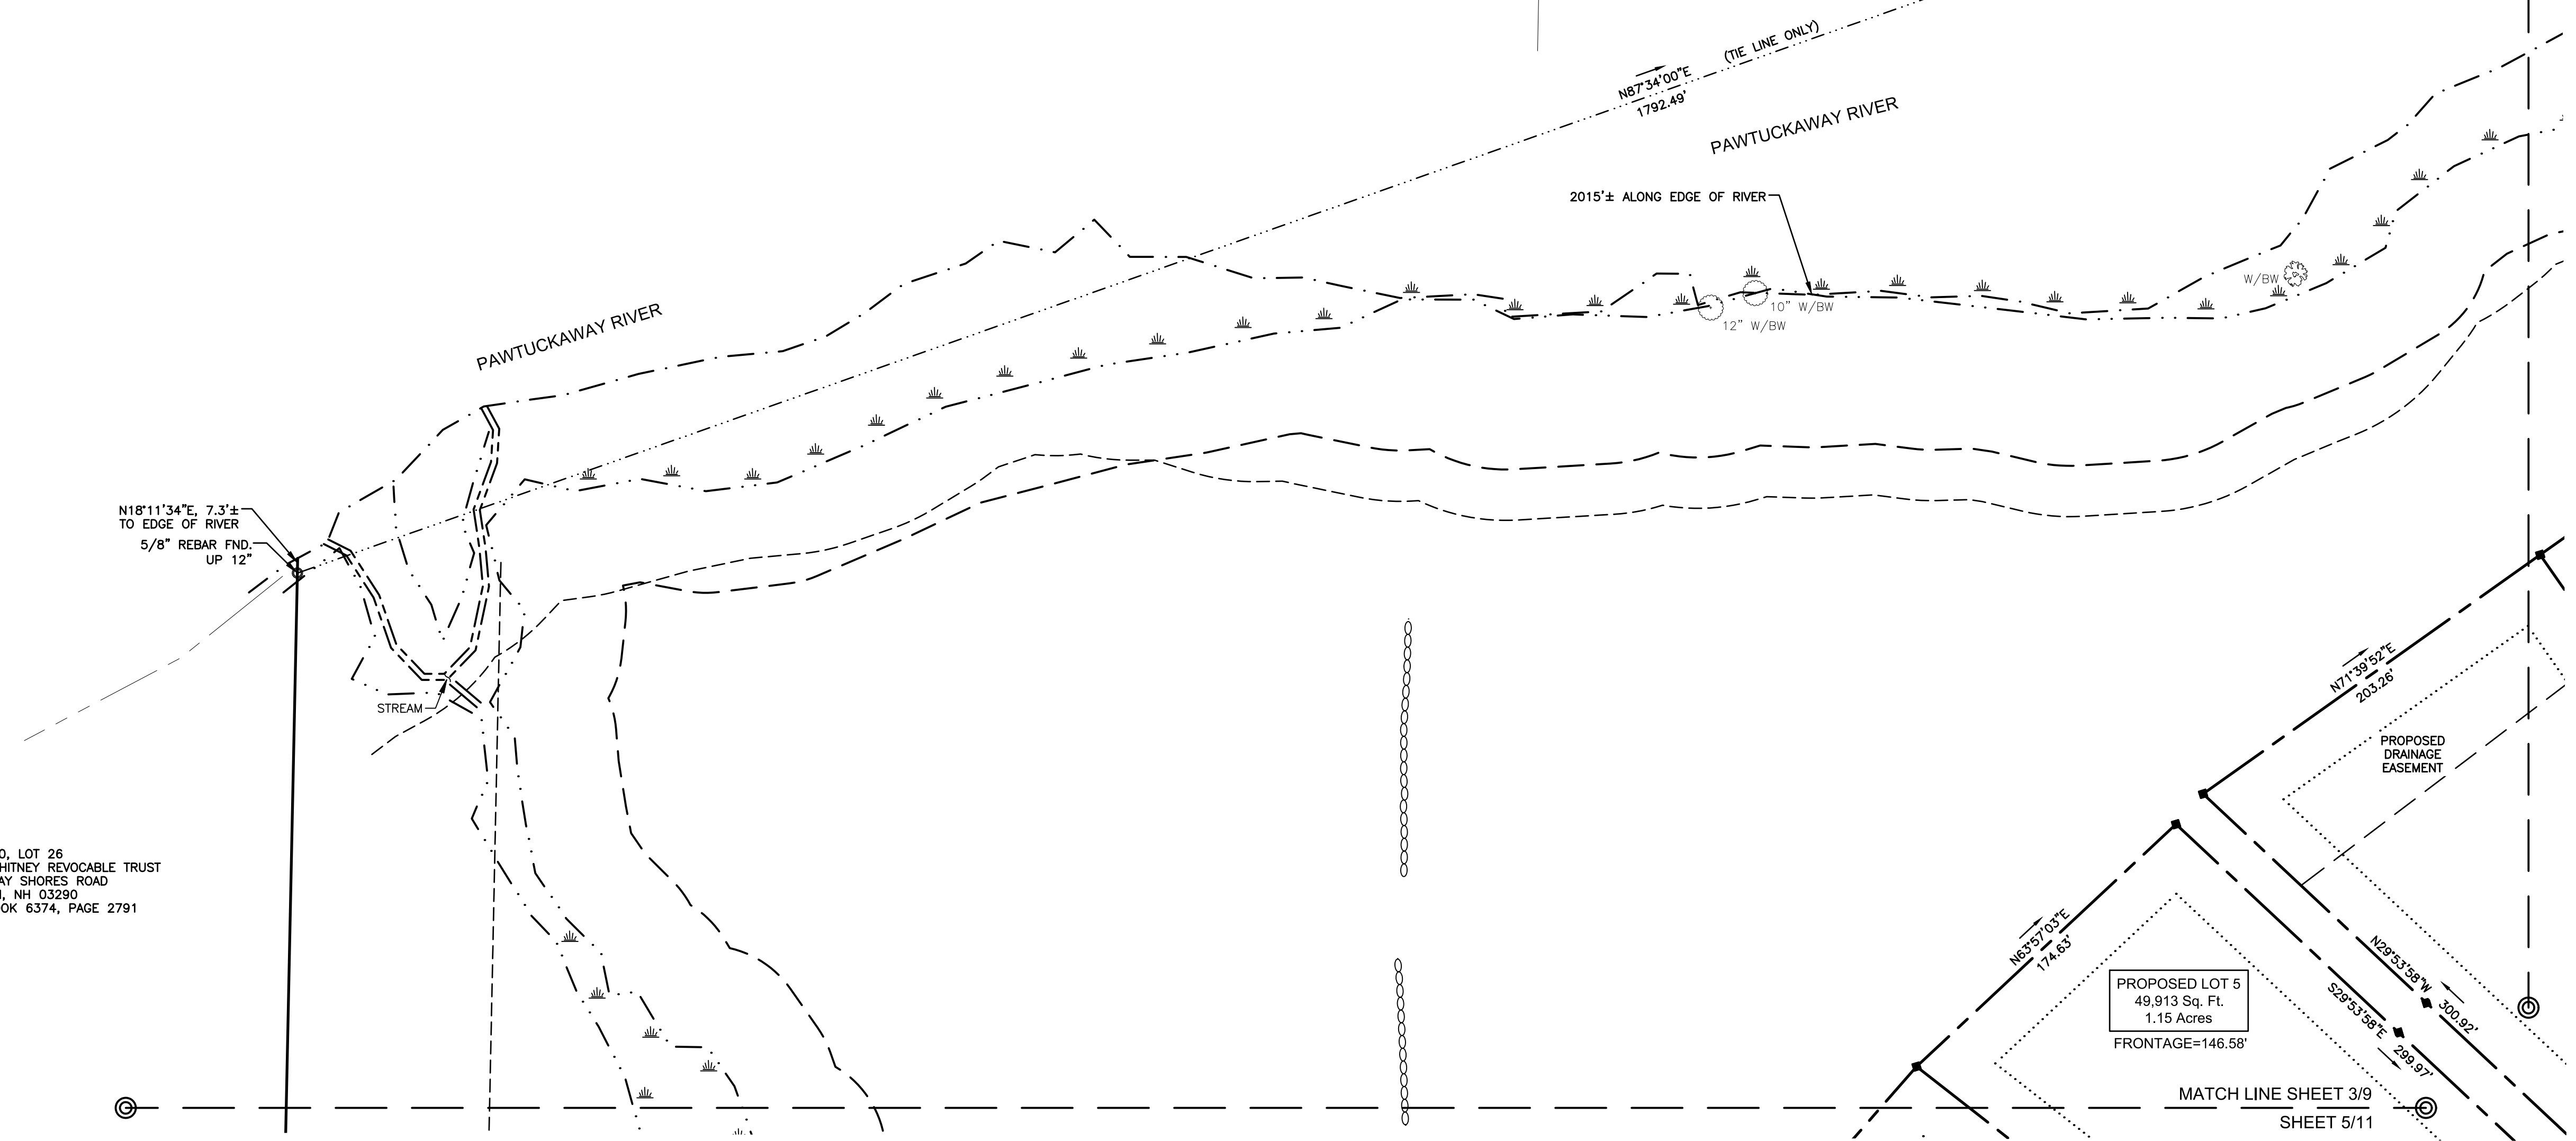 (TIE LINE ONLY)
N87°34'00"E
1792.49'
PAWTUCKAWAY RIVER
2015'± ALONG EDGE OF RIVER
W/BW
10" W/BW
12" W/BW
PAWTUCKAWAY RIVER
N18°11'34"E, 7.3'±
TO EDGE OF RIVER
5/8" REBAR FND.
UP 12"
STREAM
N71°39'52"E
203.26'
PROPOSED
DRAINAGE
EASEMENT
0, LOT 26
HITNEY REVOCABLE TRUST
AY SHORES ROAD
, NH 03290
OK 6374, PAGE 2791
N63°57'03"E
174.63'
N29°53'58"W
300.92'
S29°53'58"E
299.97'
PROPOSED LOT 5
49,913 Sq. Ft.
1.15 Acres
FRONTAGE=146.58'
MATCH LINE SHEET 3/9
SHEET 5/11